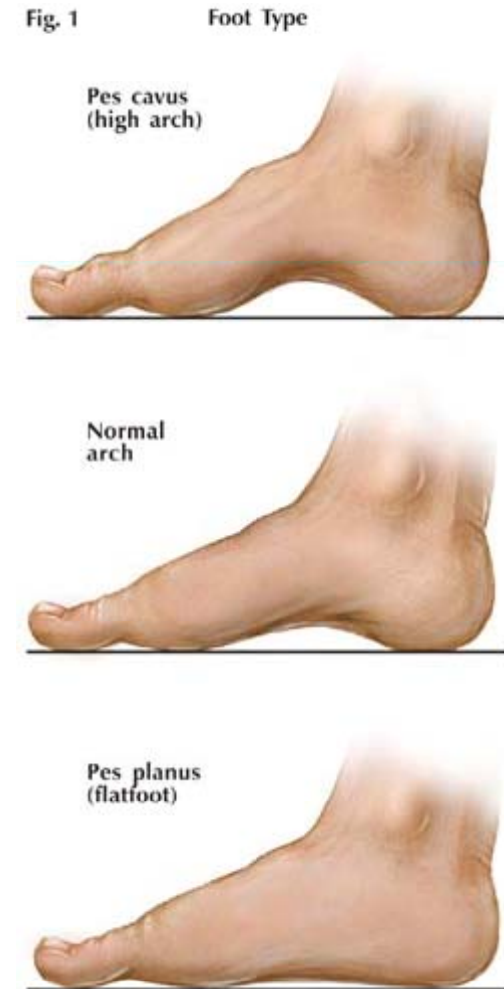 Fig. 1 Foot Type
Pes cavus
(high arch)
Normal
arch
Pes planus
(flatfoot)